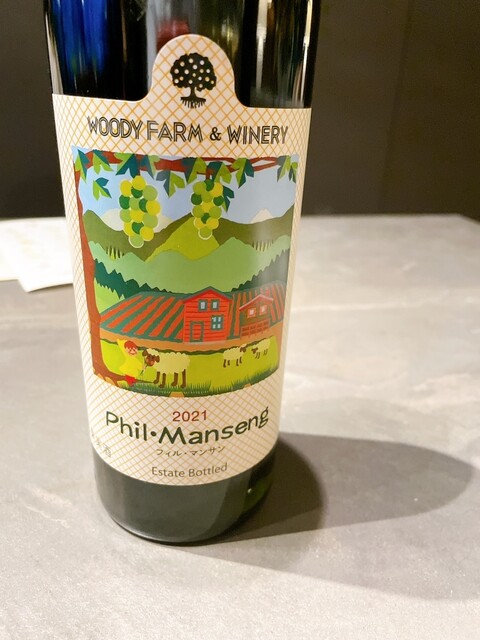 WOODY FARM & WINERY
2021
Phil·Manseng
フィル・マンサン
Estate Bottled